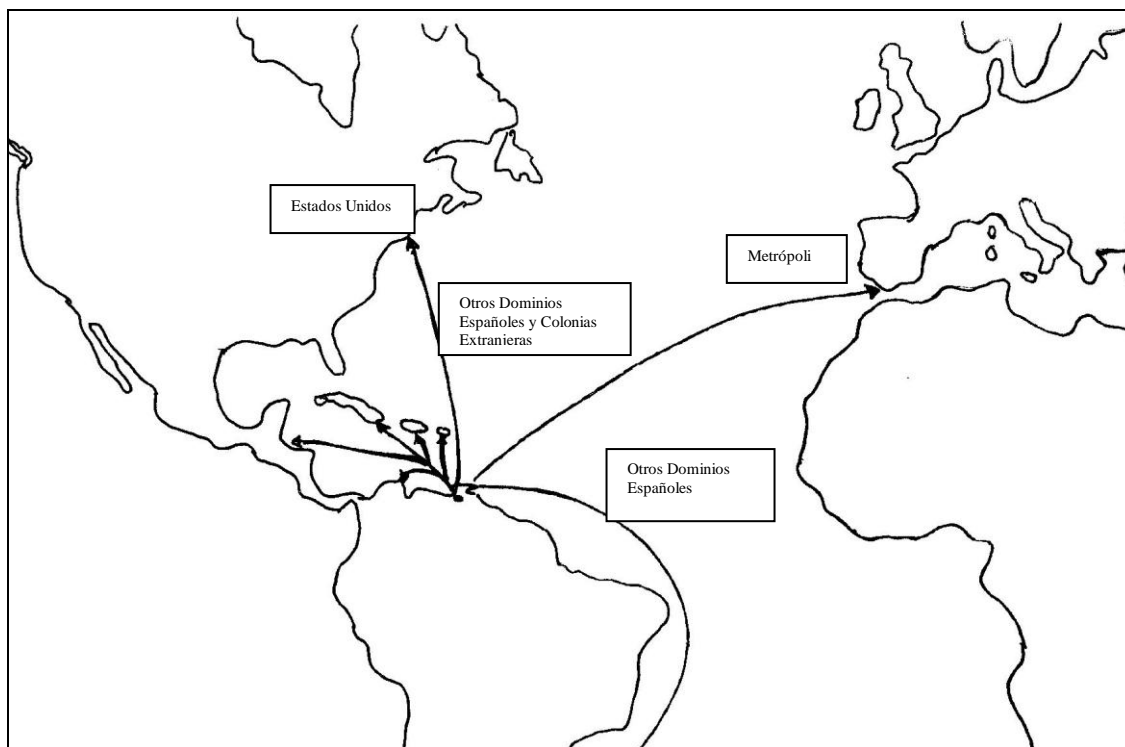 Estados Unidos
Metrópoli
Otros Dominios
Españoles y Colonias
Extranieras
Otros Dominios
Españoles